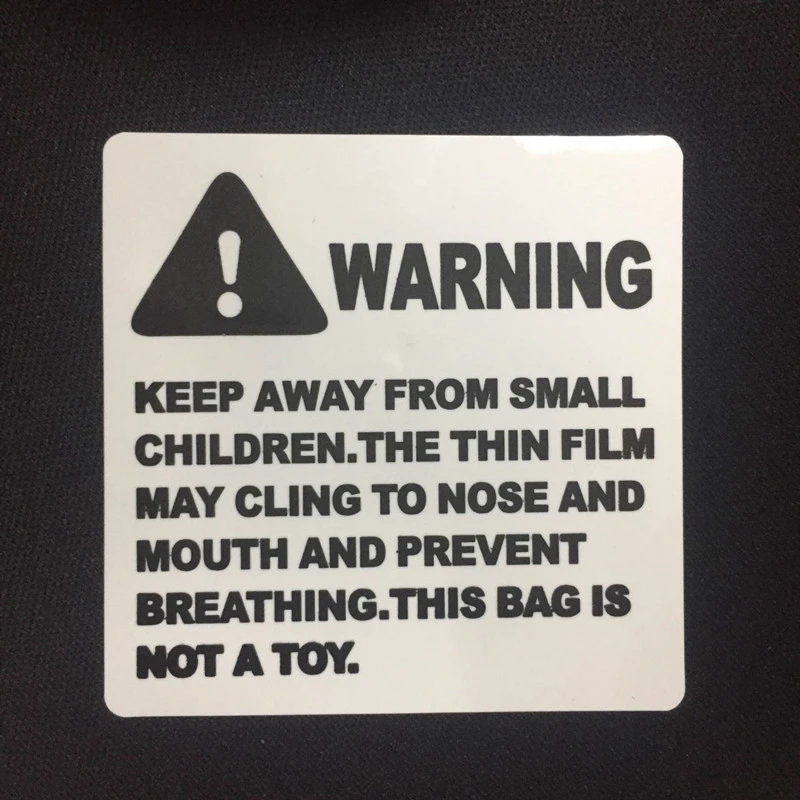 WARNING
KEEP AWAY FROM SMALL
CHILDREN.THE THIN FILM
MAY CLING TO NOSE AND
MOUTH AND PREVENT
BREATHING.THIS BAG IS
NOT A TOY.